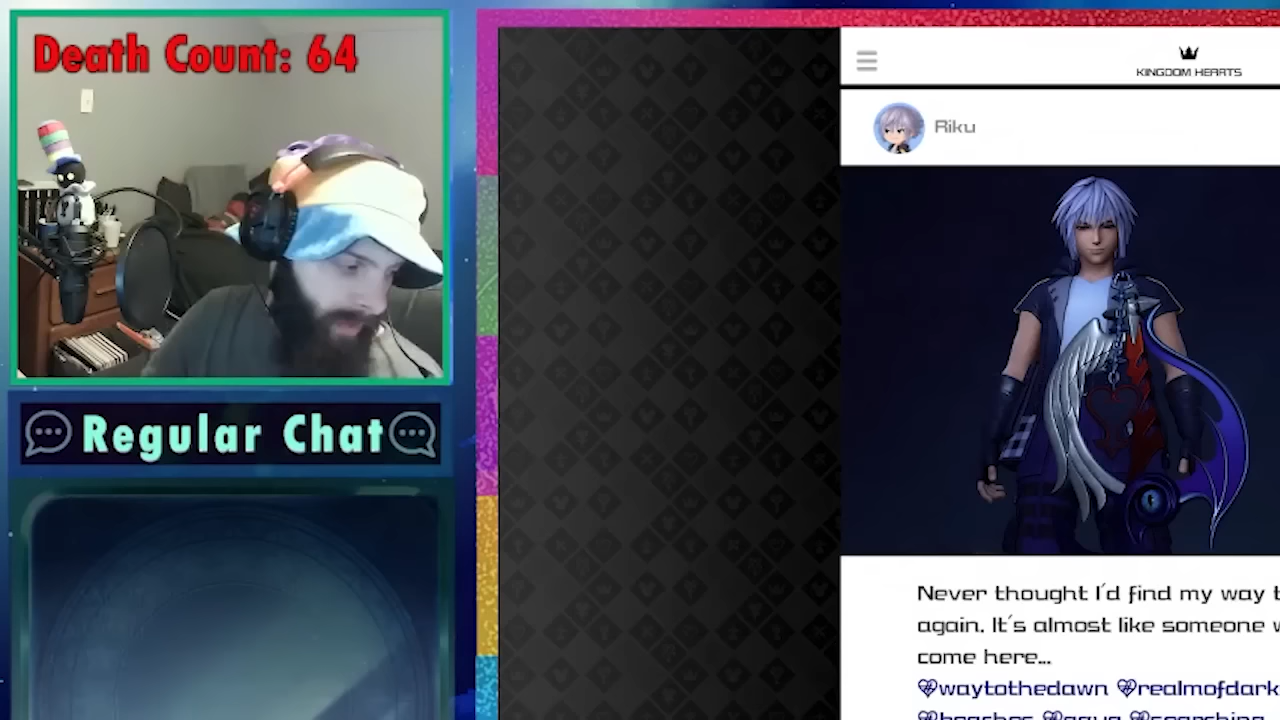 Death Count: 64
KINGDOM HEARTS
Riku
Regular Chat
Never thought I'd find my way
again. It's almost like someone
come here...
waytothedawn realmofdark